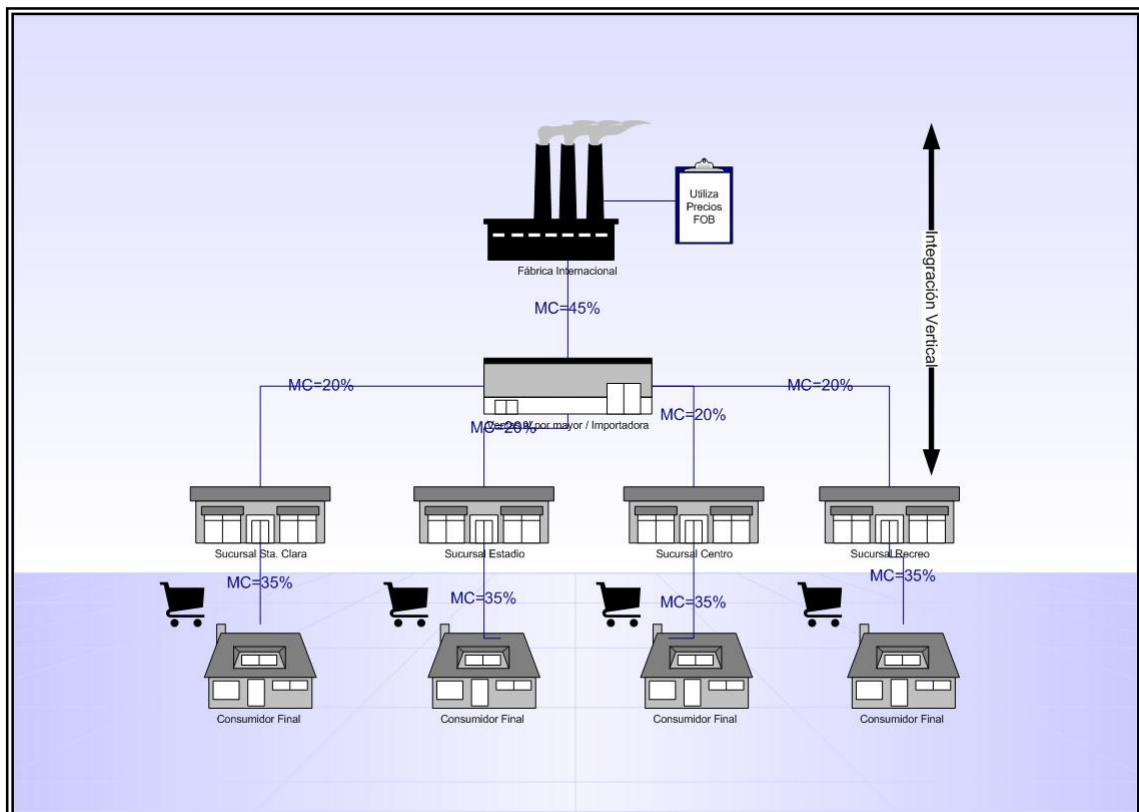 Utiliza
Precios
FOB
Fábrica Internacional
Integración Vertical
MC=45%
MC=20%
MC=20%
MC=20%
MC=20%
por mayor / Importadora
Sucursal Sta. Clara
Sucursal Estadio
Sucursal Centro
Sucursal Recreo
MC=35%
MC=35%
MC=35%
MC=35%
Consumidor Final
Consumidor Final
Consumidor Final
Consumidor Final